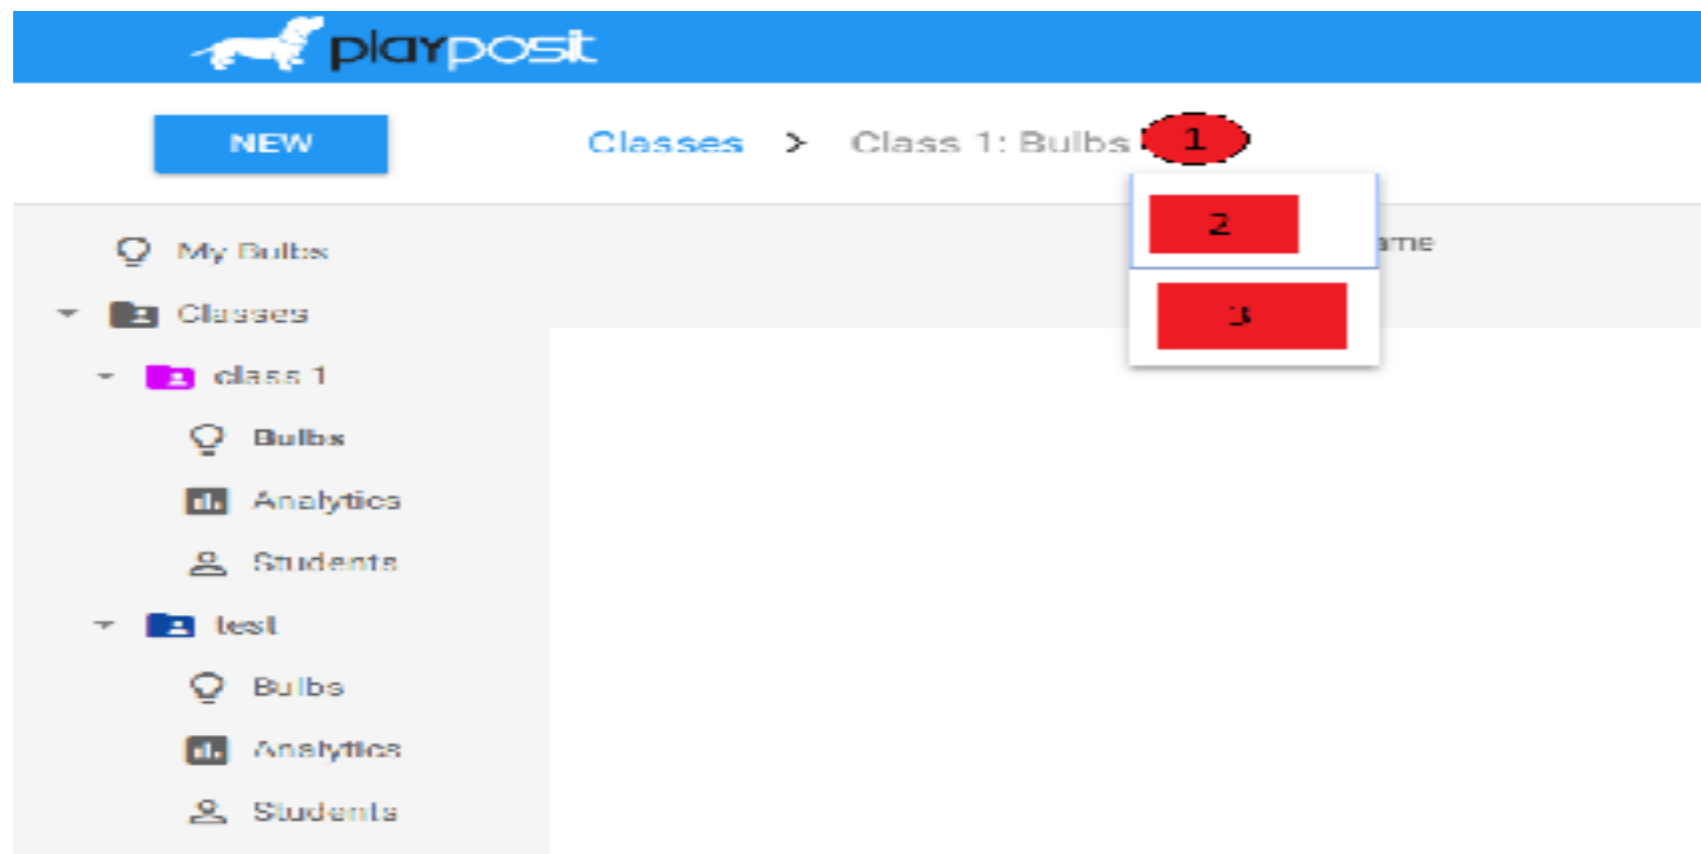 playposit
NEW
Classes > Class 1: Bulbs 1
2
ame
3
My Bulbs
Classes
class 1
Bulbs
Analytics
Students
test
Bulbs
Analytics
Students